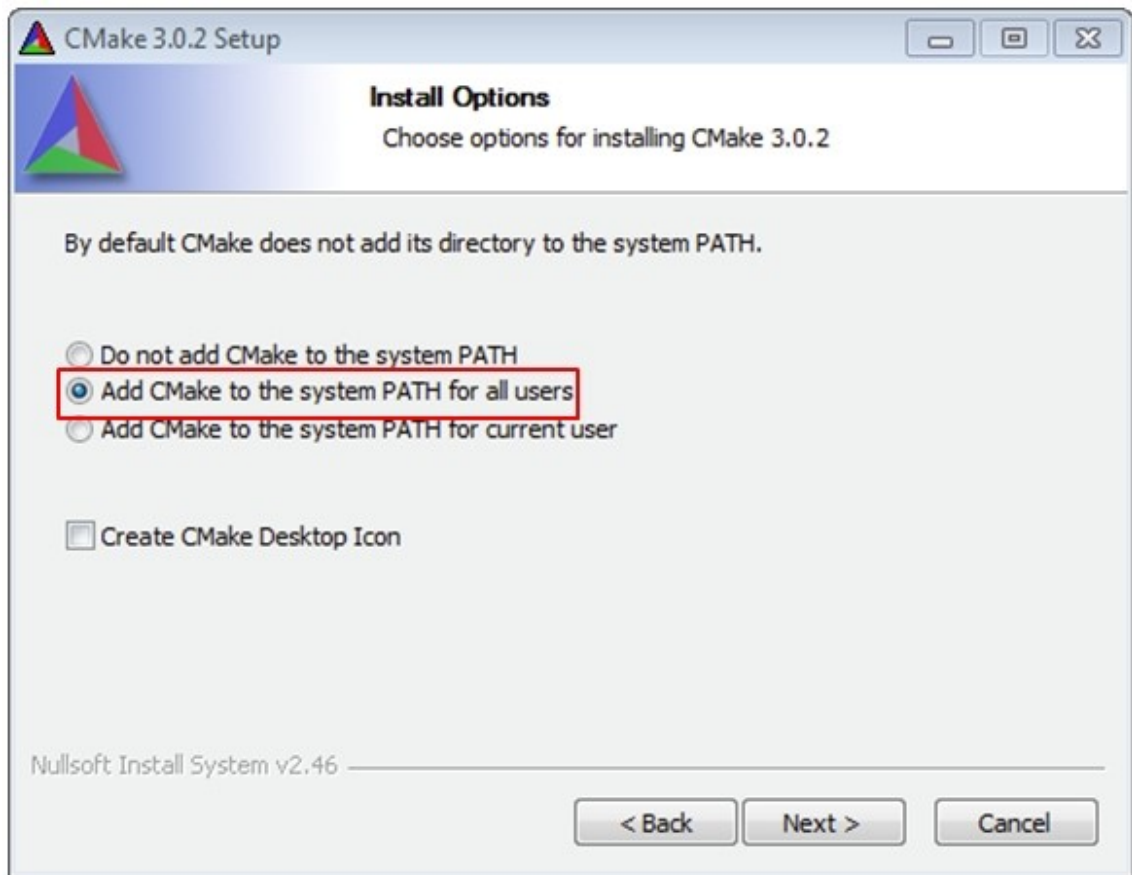 CMake 3.0.2 Setup
Install Options
Choose options for installing CMake 3.0.2
By default CMake does not add its directory to the system PATH.
Do not add CMake to the system PATH
Add CMake to the system PATH for all users
Add CMake to the system PATH for current user
Create CMake Desktop Icon
Nullsoft Install System v2.46
< Back Next > Cancel